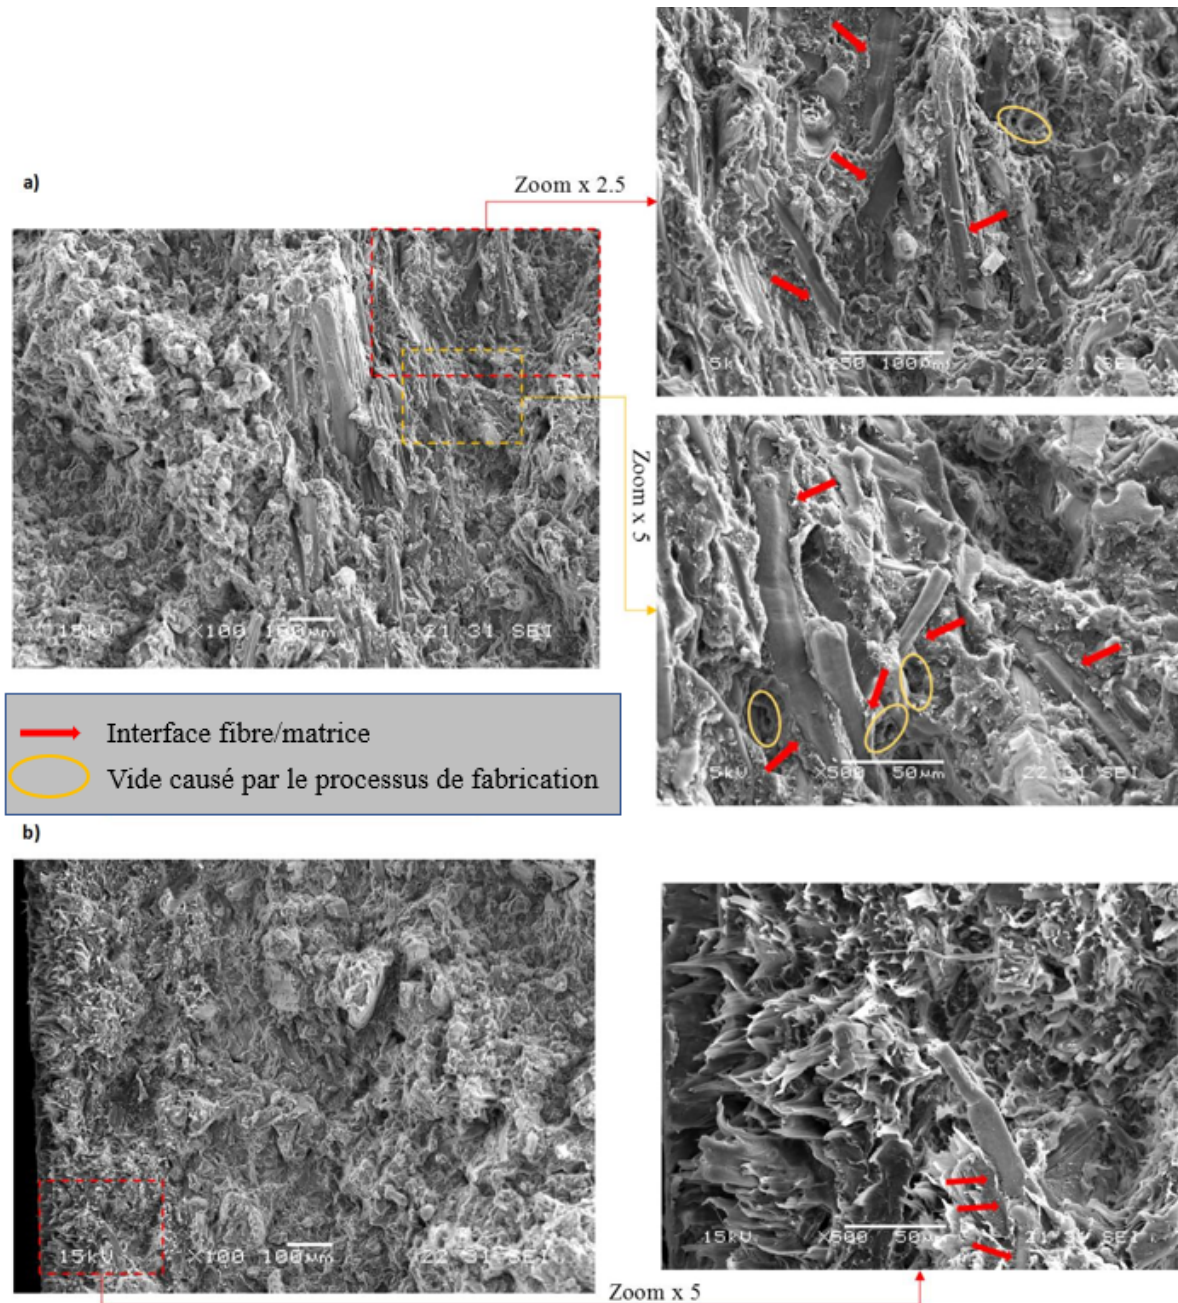 a)
Zoom x 2.5
15kV X250 100µm 22 31 SEI
Zoom x 5
15kV X100 100µm 21 31 SEI
15kV X500 50µm 22 31 SEI
Interface fibre/matrice
Vide causé par le processus de fabrication
b)
15kV X100 100µm 22 31 SEI
15kV X500 50µm 21 31 SEI
Zoom x 5